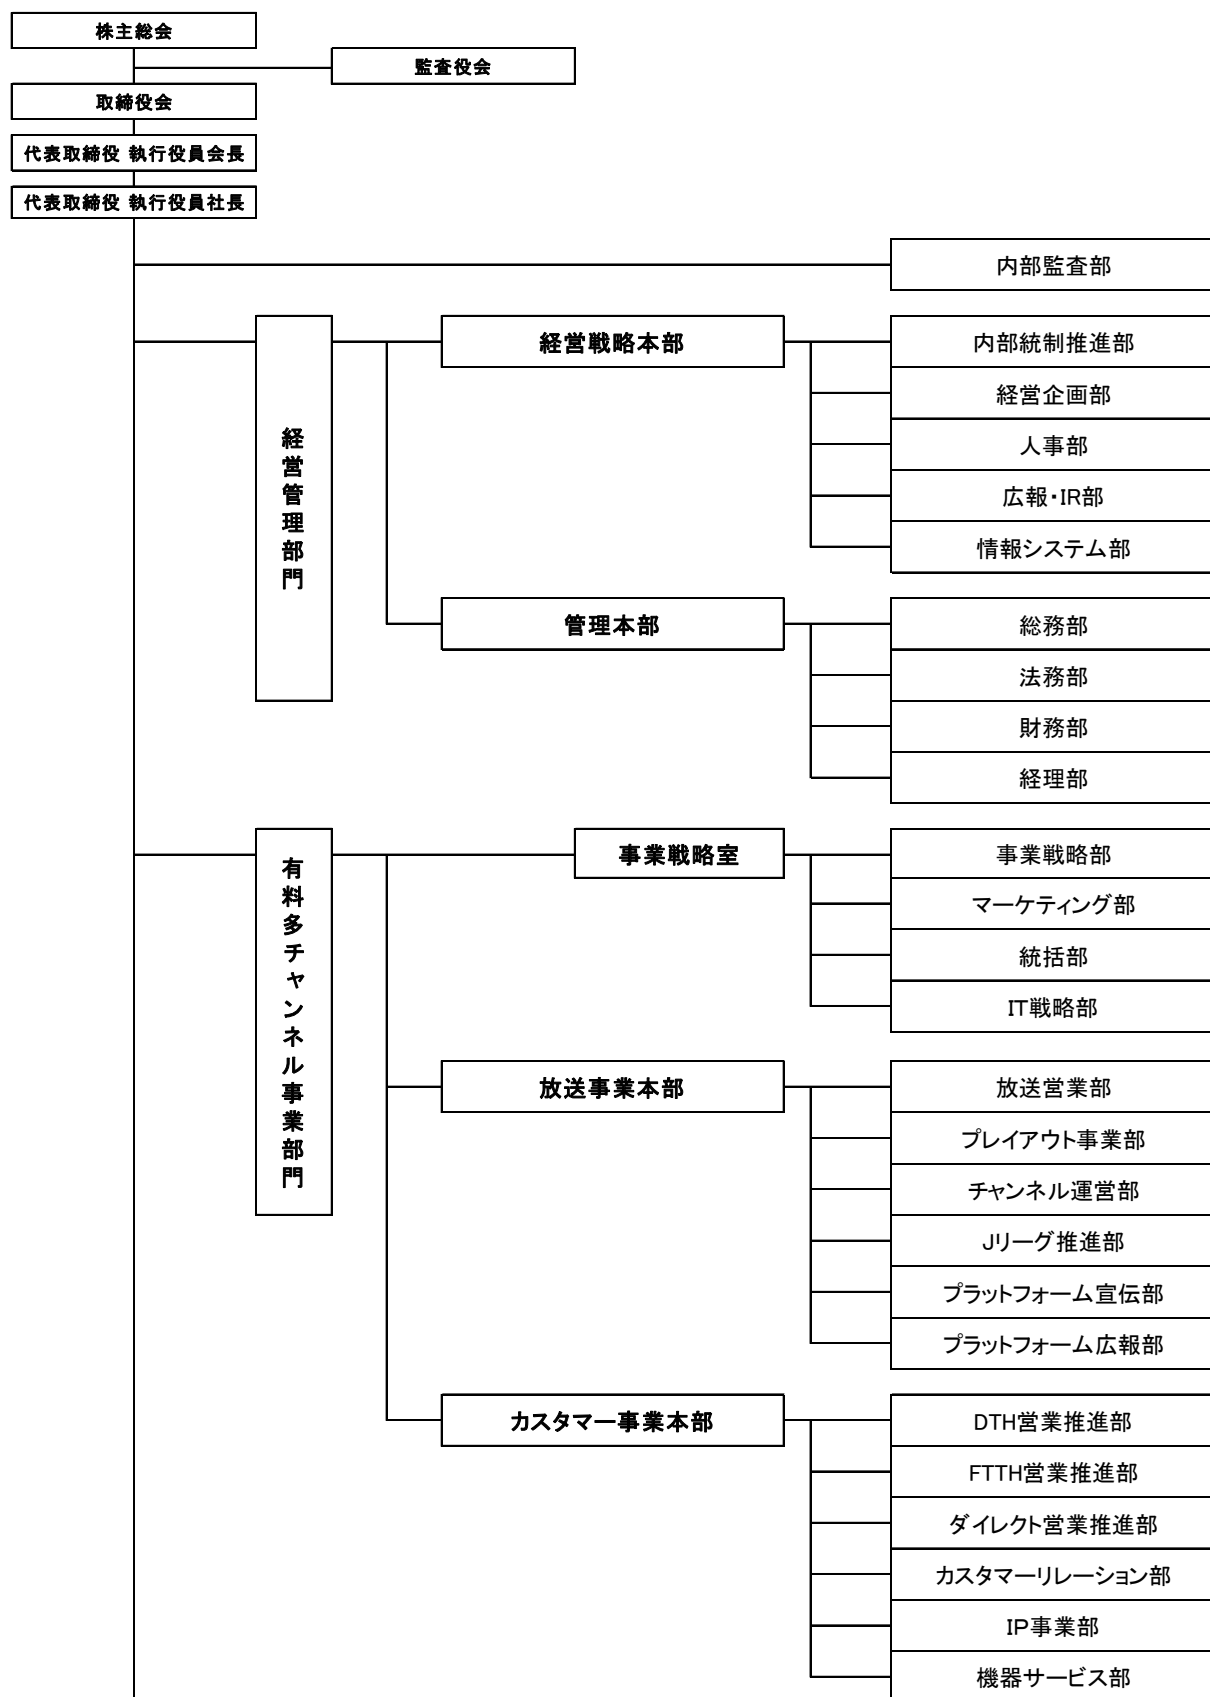 株主総会
監査役会
取締役会
代表取締役 執行役員会長
代表取締役 執行役員社長
内部監査部
経営管理部門
経営戦略本部
内部統制推進部
経営企画部
人事部
広報・IR部
情報システム部
管理本部
総務部
法務部
財務部
経理部
有料多チャンネル事業部門
事業戦略室
事業戦略部
マーケティング部
統括部
IT戦略部
放送事業本部
放送営業部
プレイアウト事業部
チャンネル運営部
Jリーグ推進部
プラットフォーム宣伝部
プラットフォーム広報部
カスタマー事業本部
DTH営業推進部
FTTH営業推進部
ダイレクト営業推進部
カスタマーリレーション部
IP事業部
機器サービス部